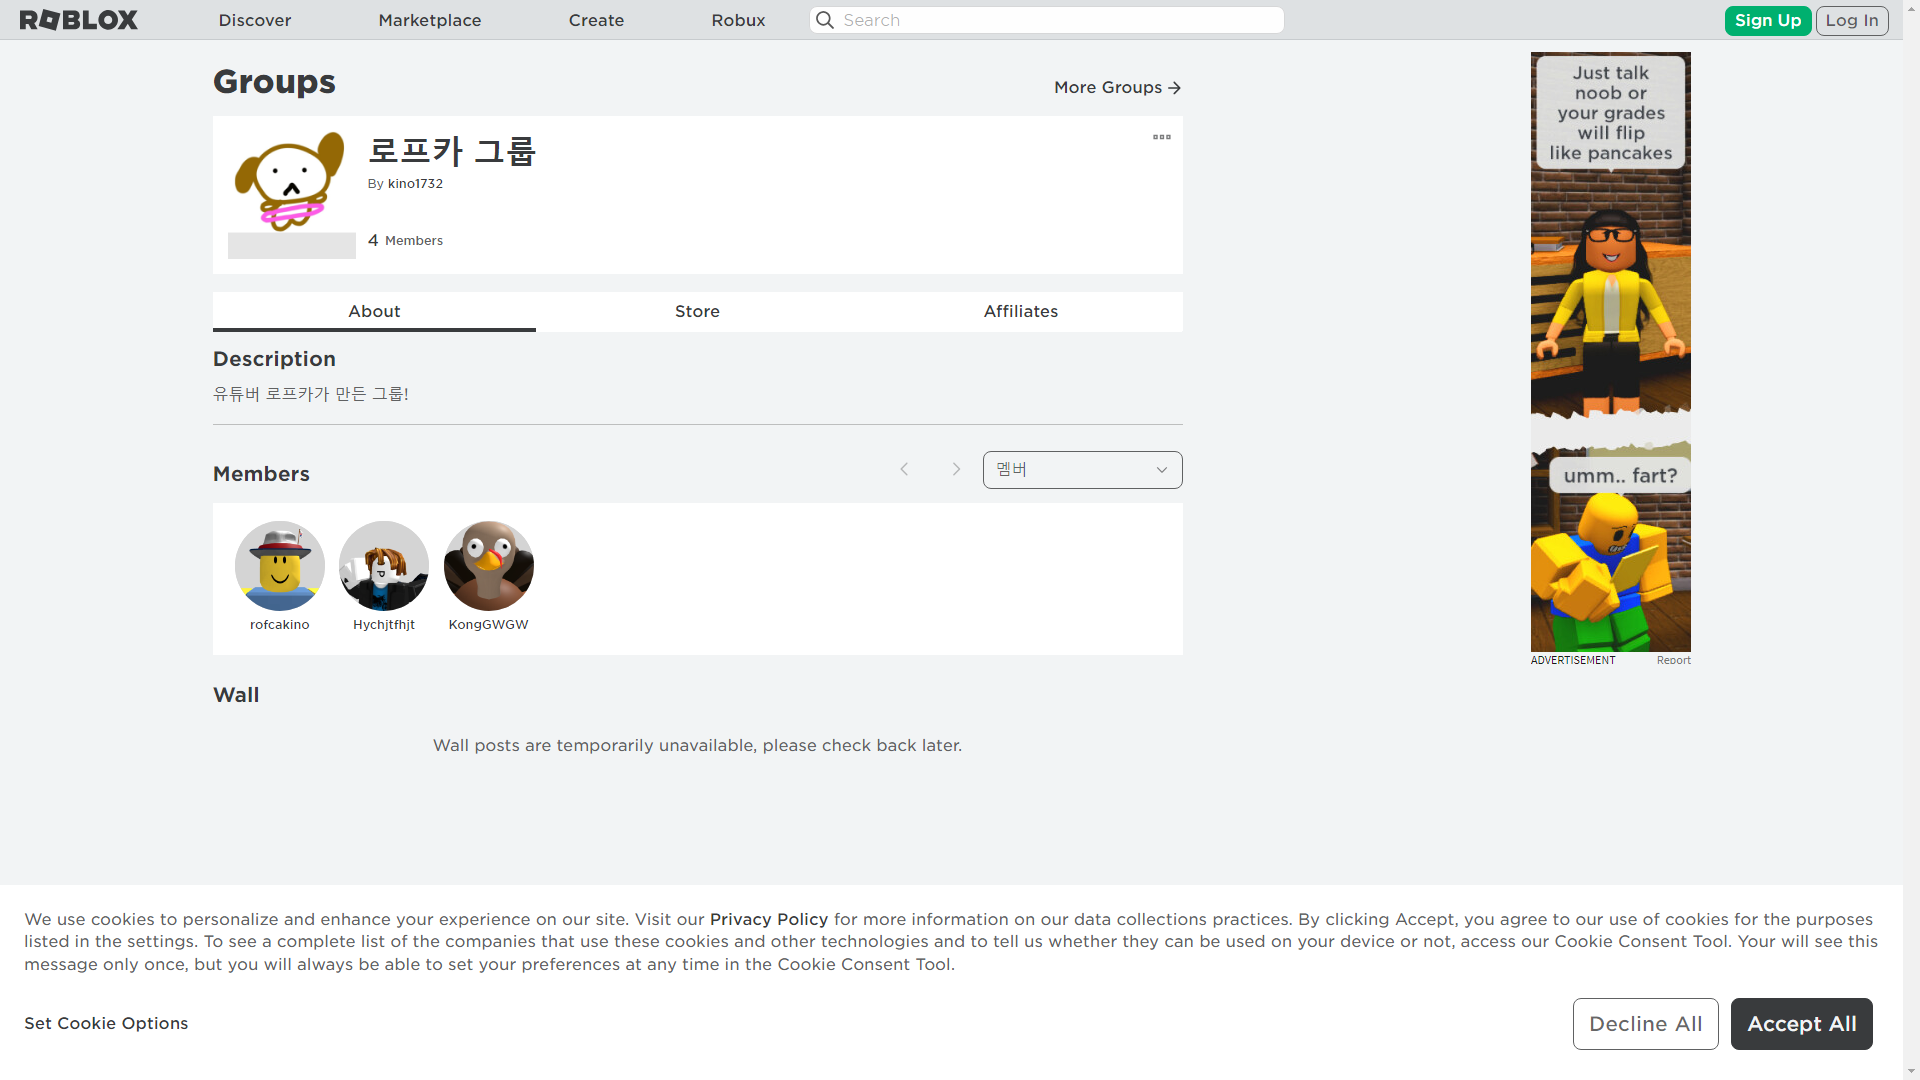 ROBLOX
Discover
Marketplace
Create
Robux
Search
Sign Up
Log In
Groups
More Groups
로프카 그룹
By kino1732
4 Members
About
Store
Affiliates
Description
유튜버 로프카가 만든 그룹!
Members
멤버
rofcakino
Hychjtfhjt
KongGWGW
Wall
Wall posts are temporarily unavailable, please check back later.
Just talk
noob or
your grades
will flip
like pancakes
umm.. fart?
ADVERTISEMENT
Report
We use cookies to personalize and enhance your experience on our site. Visit our Privacy Policy for more information on our data collections practices. By clicking Accept, you agree to our use of cookies for the purposes
listed in the settings. To see a complete list of the companies that use these cookies and other technologies and to tell us whether they can be used on your device or not, access our Cookie Consent Tool. Your will see this
message only once, but you will always be able to set your preferences at any time in the Cookie Consent Tool.
Set Cookie Options
Decline All
Accept All